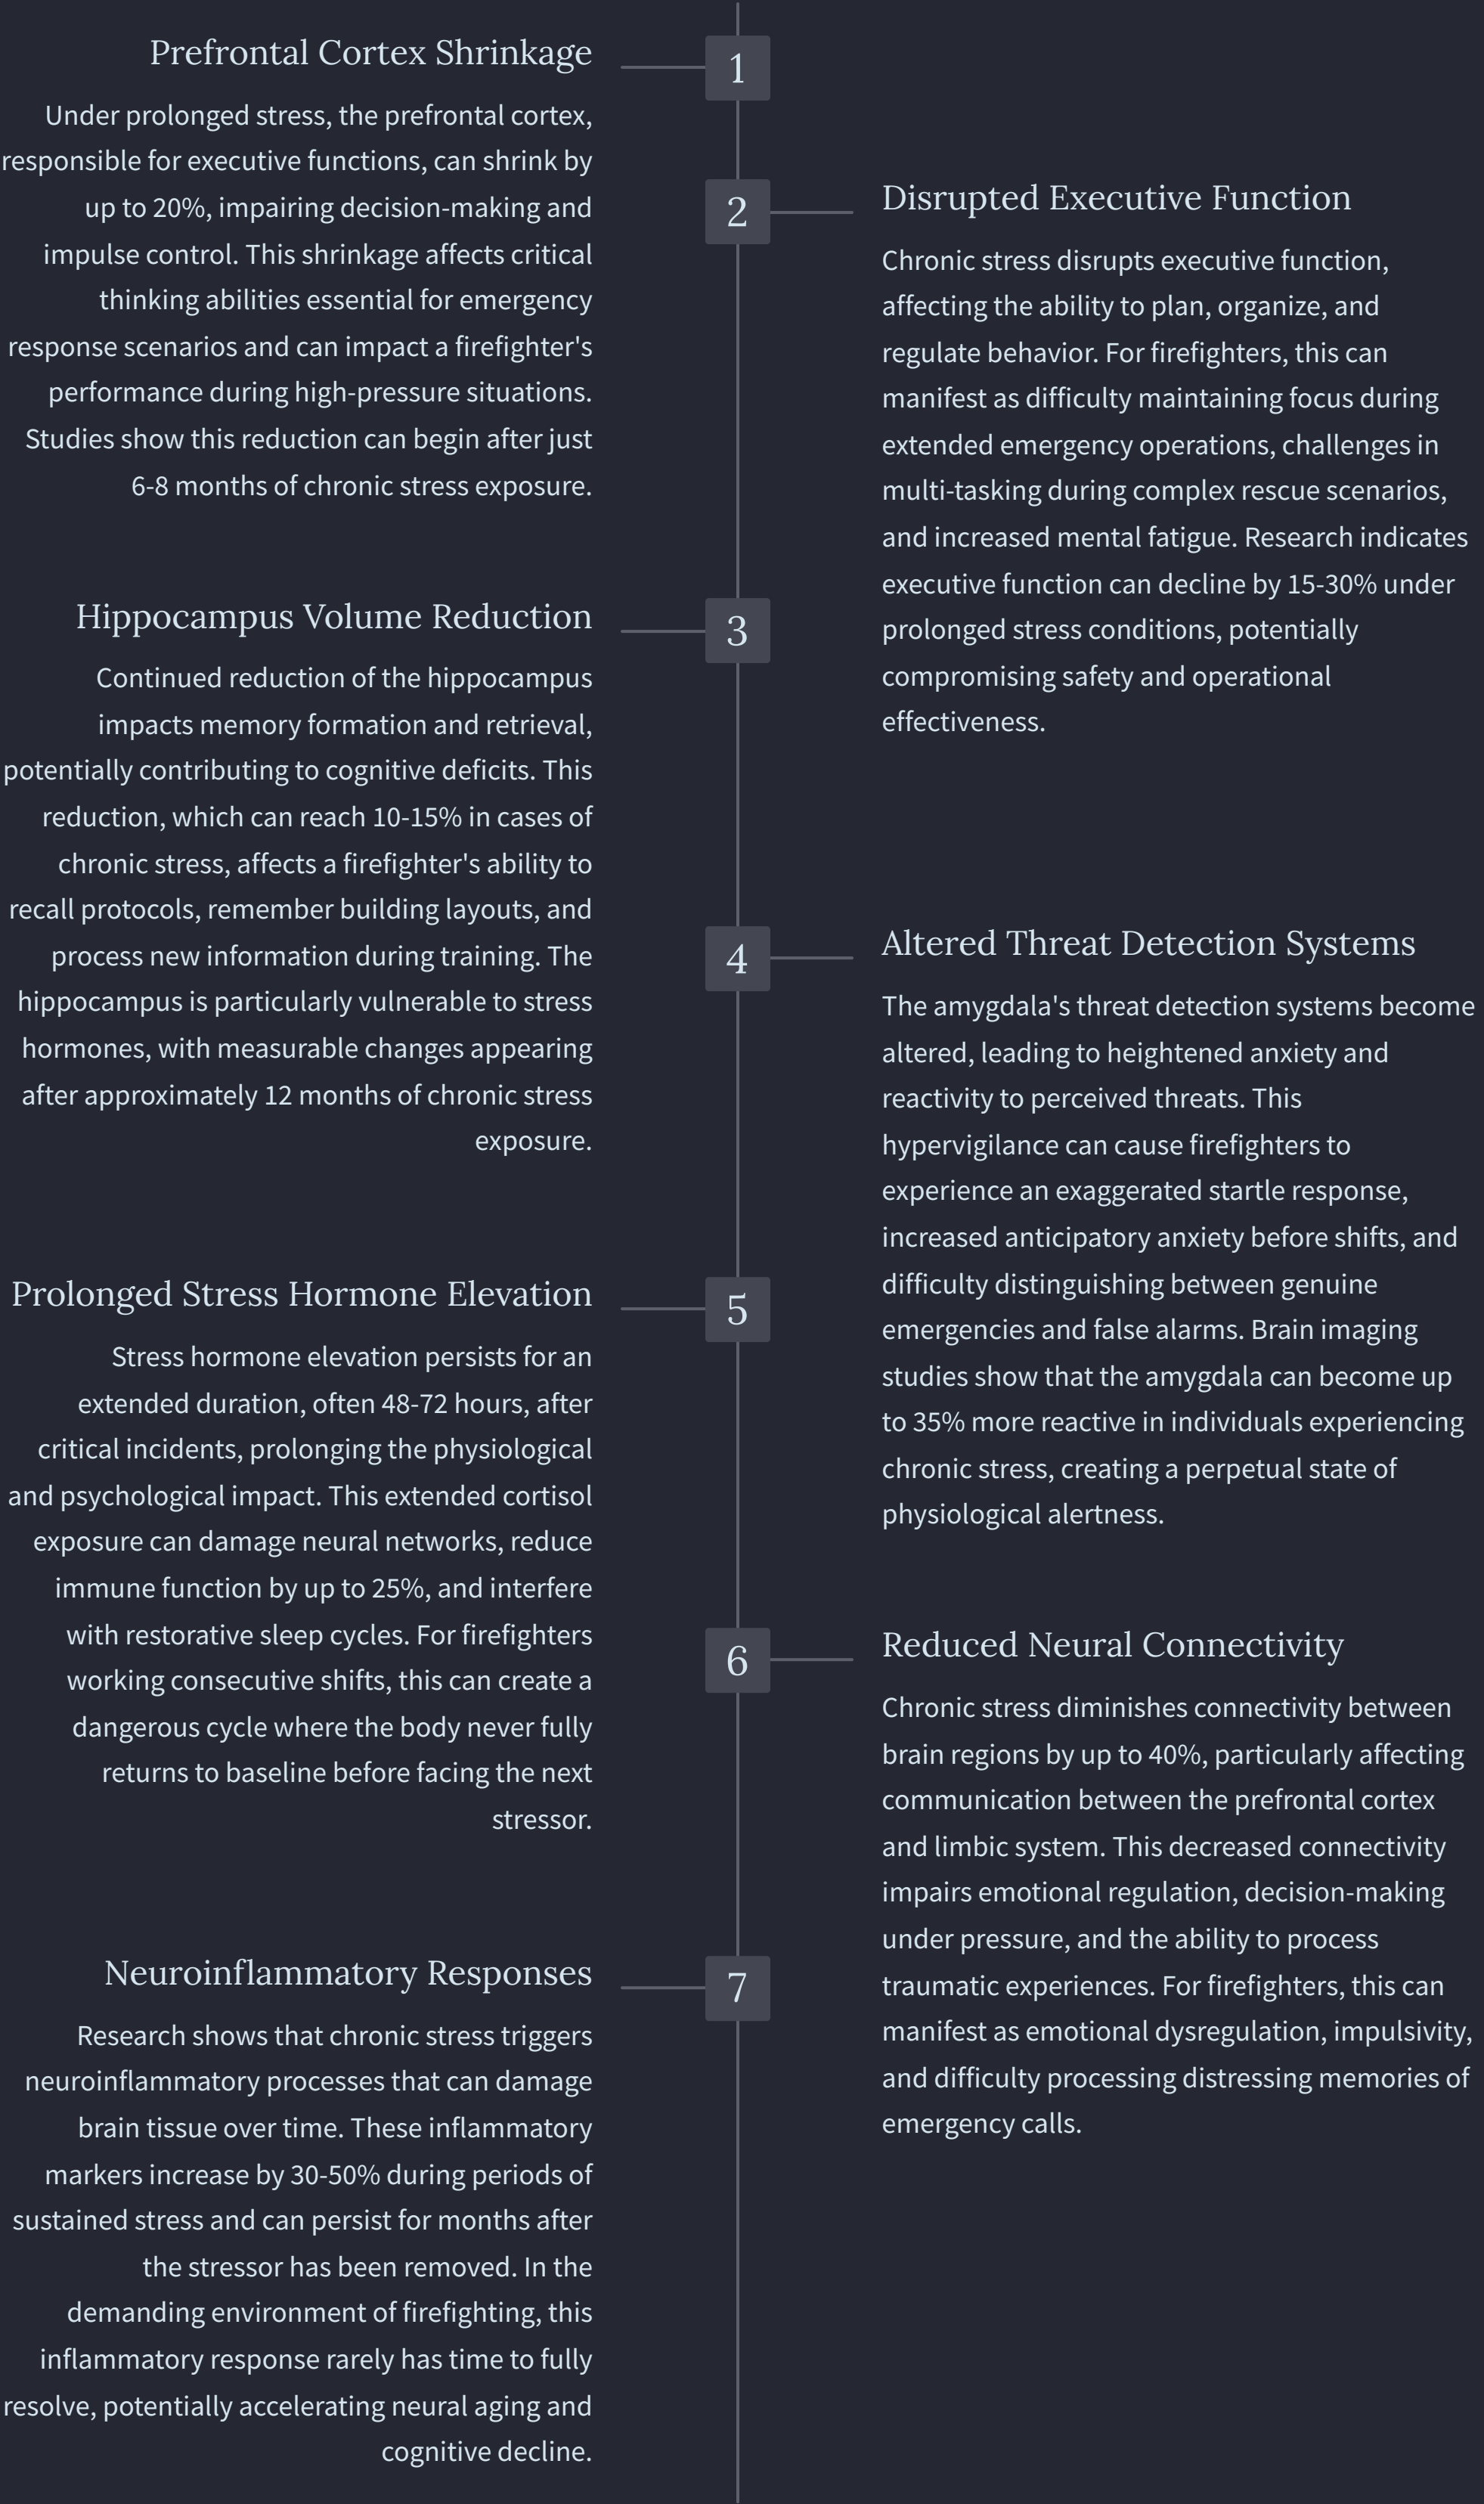 Prefrontal Cortex Shrinkage
1
Under prolonged stress, the prefrontal cortex,
responsible for executive functions, can shrink by
up to 20%, impairing decision-making and
impulse control. This shrinkage affects critical
thinking abilities essential for emergency
response scenarios and can impact a firefighter's
performance during high-pressure situations.
Studies show this reduction can begin after just
6-8 months of chronic stress exposure.
2
Disrupted Executive Function
Chronic stress disrupts executive function,
affecting the ability to plan, organize, and
regulate behavior. For firefighters, this can
manifest as difficulty maintaining focus during
extended emergency operations, challenges in
multi-tasking during complex rescue scenarios,
and increased mental fatigue. Research indicates
executive function can decline by 15-30% under
prolonged stress conditions, potentially
compromising safety and operational
effectiveness.
Hippocampus Volume Reduction
3
Continued reduction of the hippocampus
impacts memory formation and retrieval,
potentially contributing to cognitive deficits. This
reduction, which can reach 10-15% in cases of
chronic stress, affects a firefighter's ability to
recall protocols, remember building layouts, and
process new information during training. The
hippocampus is particularly vulnerable to stress
hormones, with measurable changes appearing
after approximately 12 months of chronic stress
exposure.
4
Altered Threat Detection Systems
The amygdala's threat detection systems become
altered, leading to heightened anxiety and
reactivity to perceived threats. This
hypervigilance can cause firefighters to
experience an exaggerated startle response,
increased anticipatory anxiety before shifts, and
difficulty distinguishing between genuine
emergencies and false alarms. Brain imaging
studies show that the amygdala can become up
to 35% more reactive in individuals experiencing
chronic stress, creating a perpetual state of
physiological alertness.
Prolonged Stress Hormone Elevation
5
Stress hormone elevation persists for an
extended duration, often 48-72 hours, after
critical incidents, prolonging the physiological
and psychological impact. This extended cortisol
exposure can damage neural networks, reduce
immune function by up to 25%, and interfere
with restorative sleep cycles. For firefighters
working consecutive shifts, this can create a
dangerous cycle where the body never fully
returns to baseline before facing the next
stressor.
6
Reduced Neural Connectivity
Chronic stress diminishes connectivity between
brain regions by up to 40%, particularly affecting
communication between the prefrontal cortex
and limbic system. This decreased connectivity
impairs emotional regulation, decision-making
under pressure, and the ability to process
traumatic experiences. For firefighters, this can
manifest as emotional dysregulation, impulsivity,
and difficulty processing distressing memories of
emergency calls.
Neuroinflammatory Responses
7
Research shows that chronic stress triggers
neuroinflammatory processes that can damage
brain tissue over time. These inflammatory
markers increase by 30-50% during periods of
sustained stress and can persist for months after
the stressor has been removed. In the
demanding environment of firefighting, this
inflammatory response rarely has time to fully
resolve, potentially accelerating neural aging and
cognitive decline.